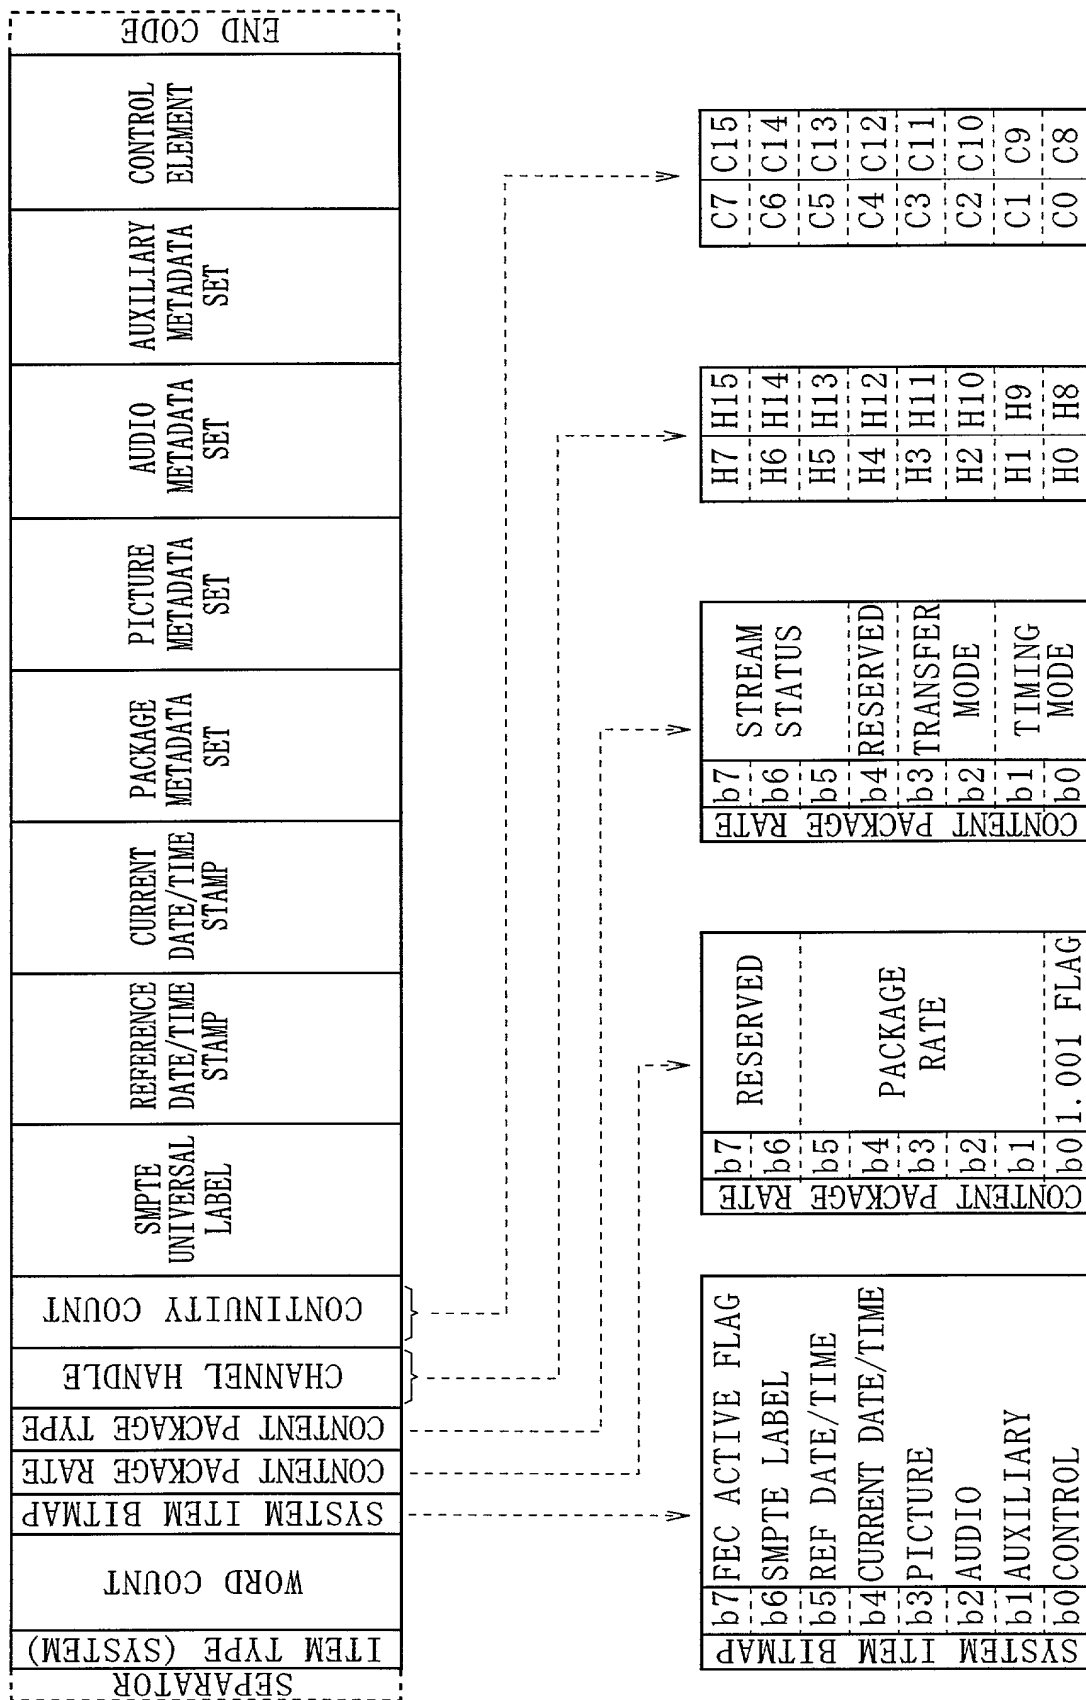 SEPARATOR
ITEM TYPE (SYSTEM)
WORD COUNT
SYSTEM ITEM BITMAP
CONTENT PACKAGE RATE
CONTENT PACKAGE TYPE
CHANNEL HANDLE
CONTINUITY COUNT
SMPTE
UNIVERSAL
LABEL
REFERENCE
DATE/TIME
STAMP
CURRENT
DATE/TIME
STAMP
PACKAGE
METADATA
SET
PICTURE
METADATA
SET
AUDIO
METADATA
SET
AUXILIARY
METADATA
SET
CONTROL
ELEMENT
END CODE
SYSTEM ITEM BITMAP
b7 FEC ACTIVE FLAG
b6 SMPTE LABEL
b5 REF DATE/TIME
b4 CURRENT DATE/TIME
b3 PICTURE
b2 AUDIO
b1 AUXILIARY
b0 CONTROL
CONTENT PACKAGE RATE
b7
b6
b5
b4
b3
b2
b1
b0 1.001 FLAG
RESERVED
PACKAGE
RATE
CONTENT PACKAGE RATE
b7
b6
b5
b4
b3
b2
b1
b0
STREAM
STATUS
RESERVED
TRANSFER
MODE
TIMING
MODE
H7 H15
H6 H14
H5 H13
H4 H12
H3 H11
H2 H10
H1 H9
H0 H8
C7 C15
C6 C14
C5 C13
C4 C12
C3 C11
C2 C10
C1 C9
C0 C8